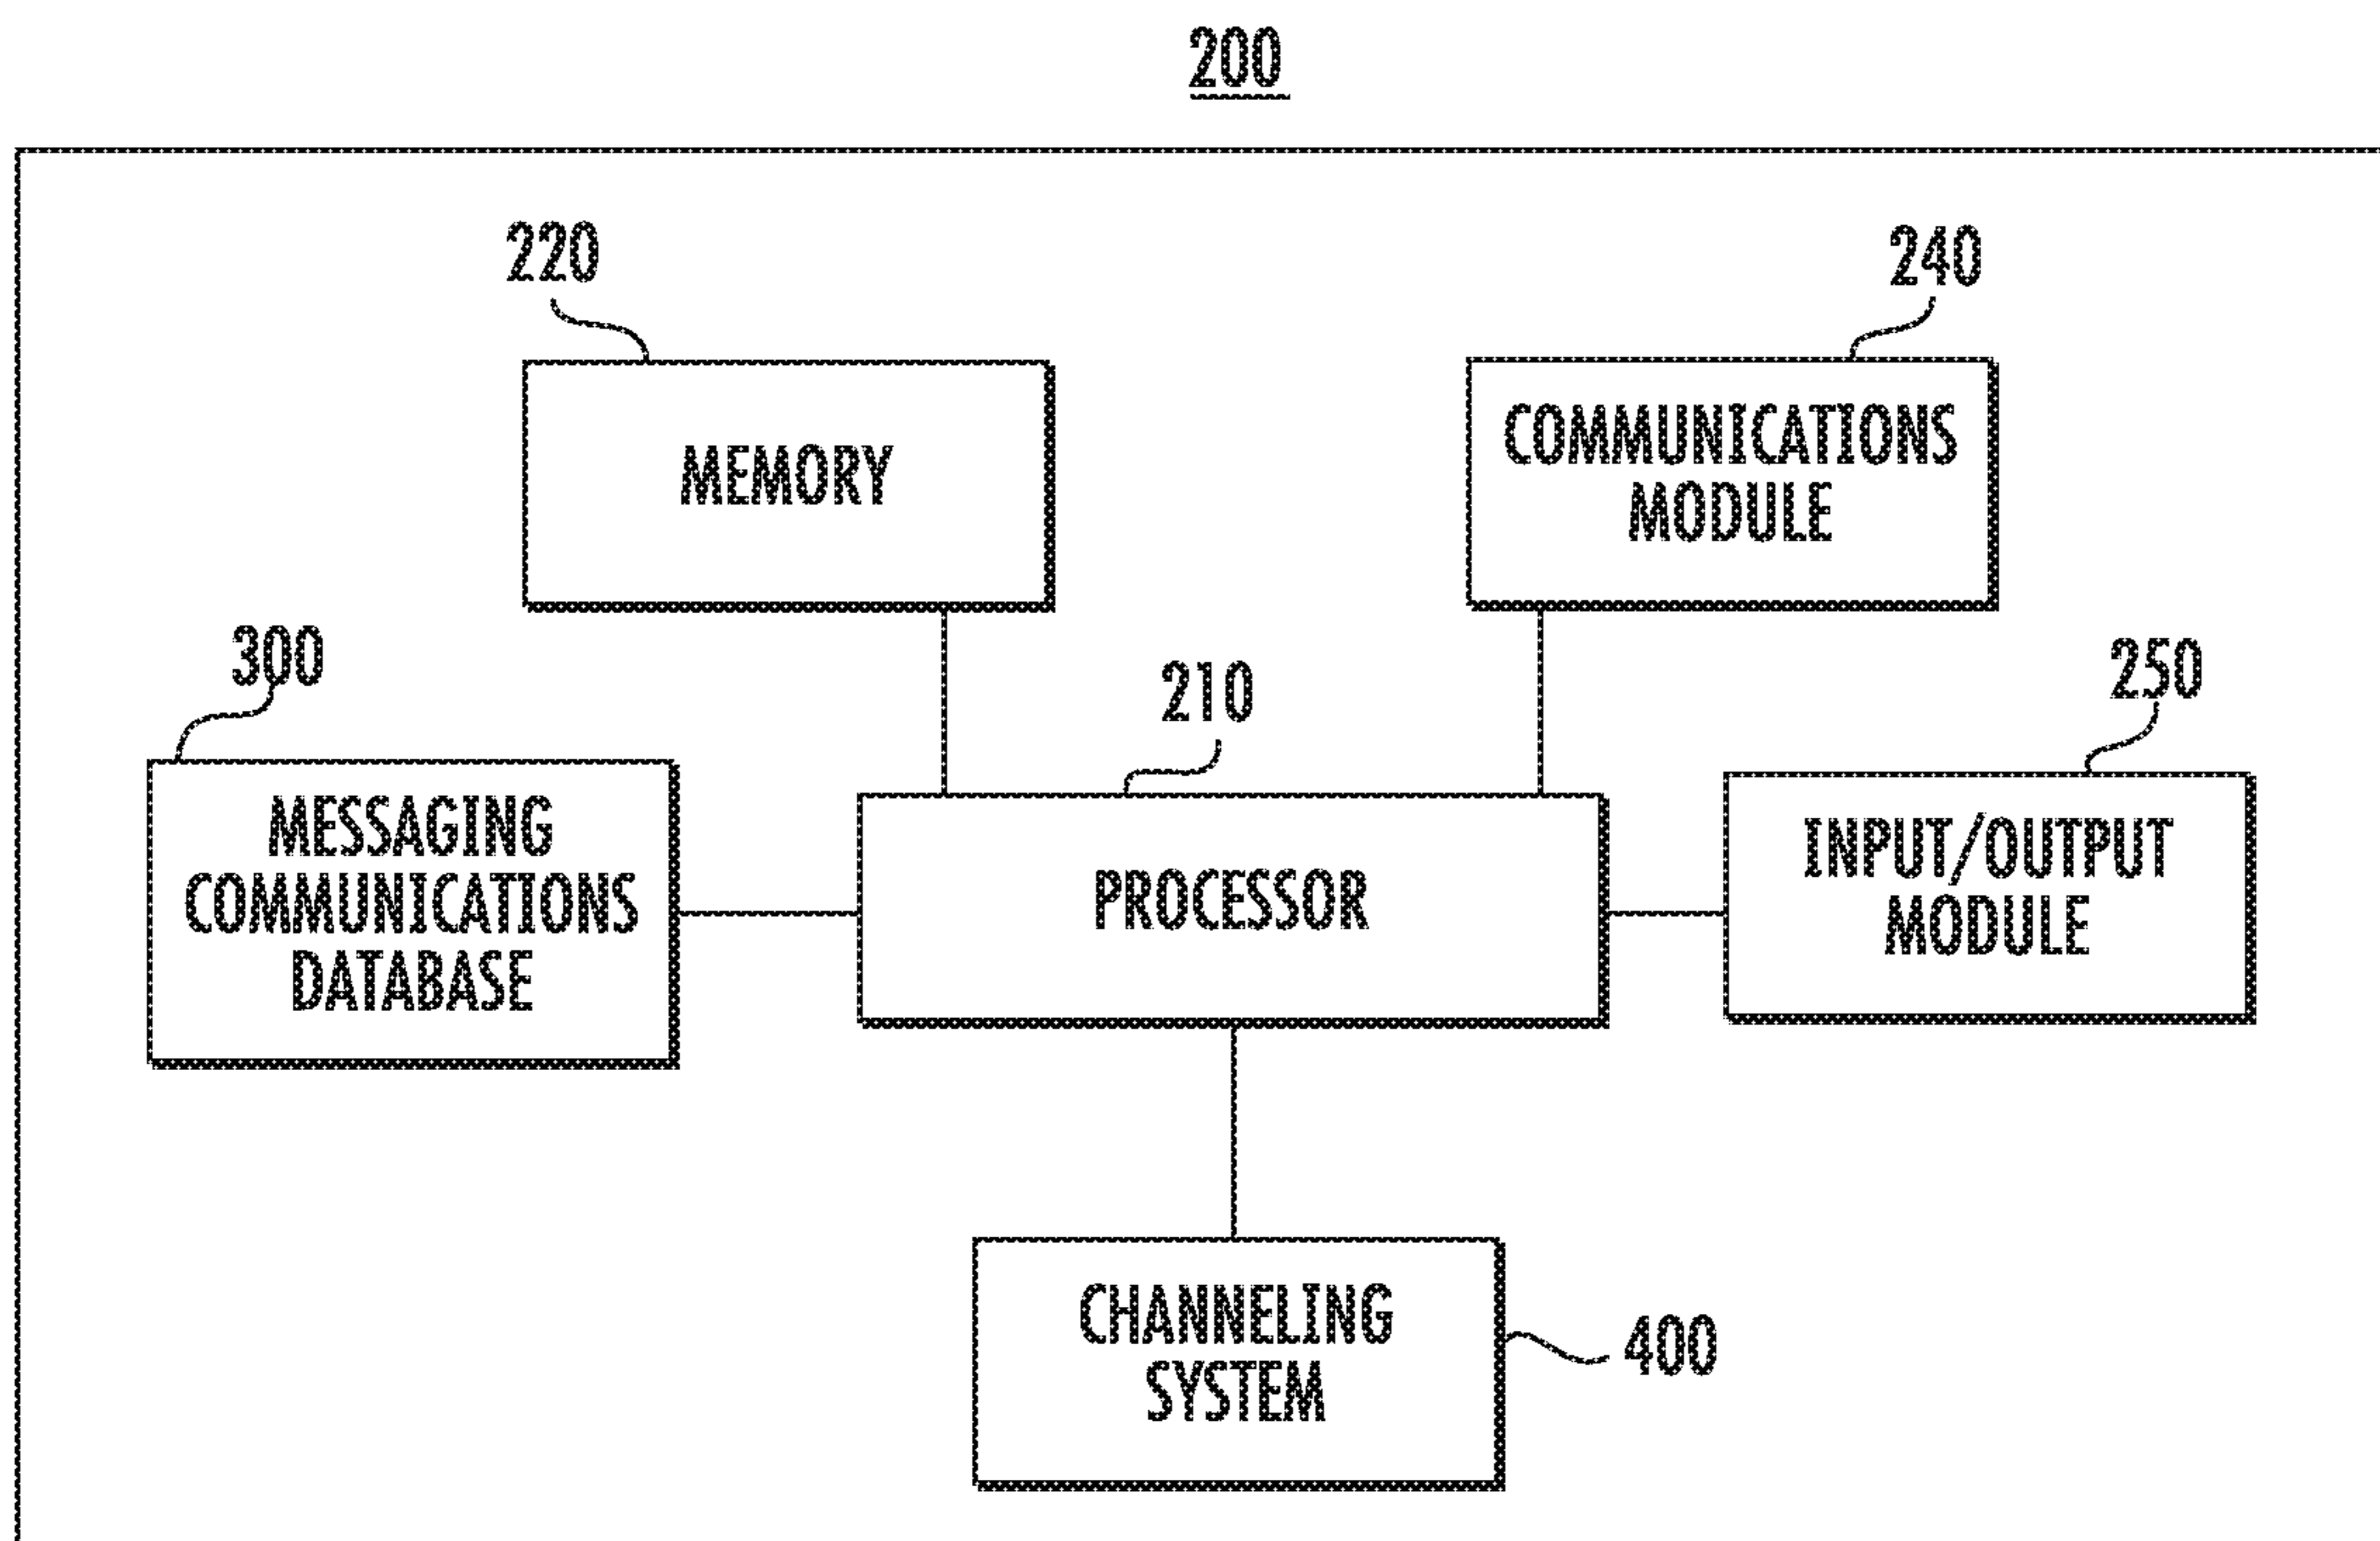 200
220
240
MEMORY
COMMUNICATIONS
MODULE
300
210
250
MESSAGING
COMMUNICATIONS
DATABASE
PROCESSOR
INPUT/OUTPUT
MODULE
CHANNELING
SYSTEM
400